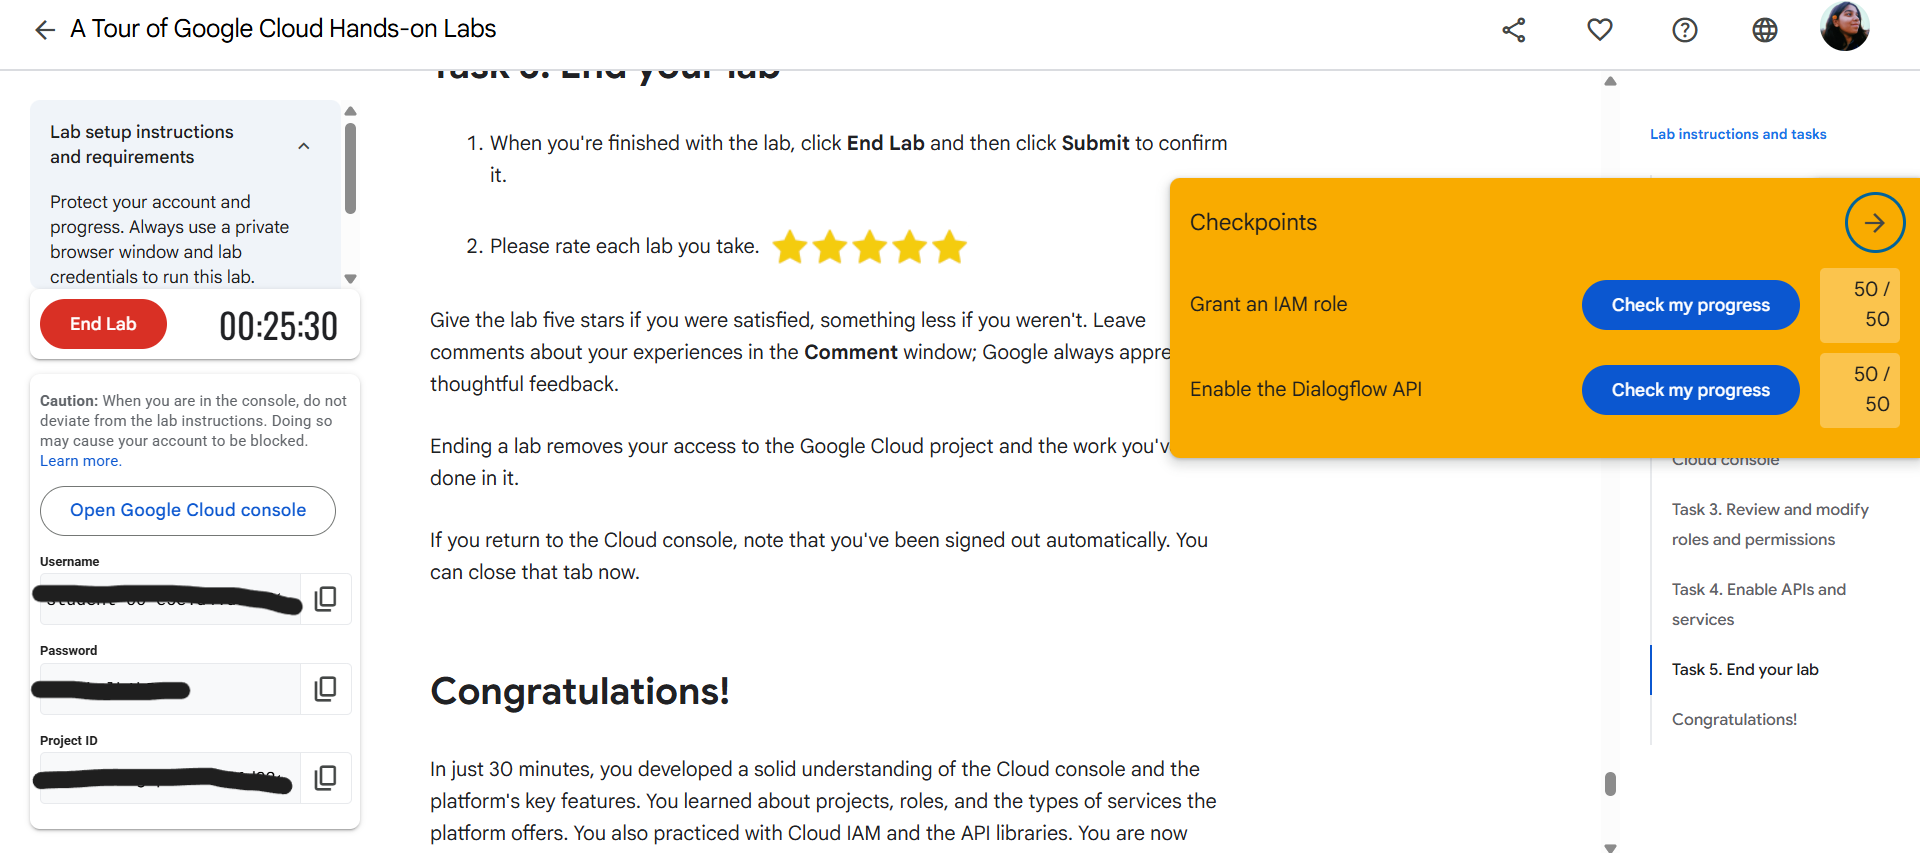 A Tour of Google Cloud Hands-on Labs
Lab setup instructions
and requirements
Protect your account and
progress. Always use a private
browser window and lab
credentials to run this lab.
End Lab
00:25:30
Caution: When you are in the console, do not
deviate from the lab instructions. Doing so
may cause your account to be blocked.
Learn more.
Open Google Cloud console
Username
Password
Project ID
Task 5. End your lab
1. When you're finished with the lab, click End Lab and then click Submit to confirm
it.
2. Please rate each lab you take.
Give the lab five stars if you were satisfied, something less if you weren't. Leave
comments about your experiences in the Comment window; Google always appre
thoughtful feedback.
Ending a lab removes your access to the Google Cloud project and the work you'v
done in it.
If you return to the Cloud console, note that you've been signed out automatically. You
can close that tab now.
Congratulations!
In just 30 minutes, you developed a solid understanding of the Cloud console and the
platform's key features. You learned about projects, roles, and the types of services the
platform offers. You also practiced with Cloud IAM and the API libraries. You are now
Lab instructions and tasks
Checkpoints
Grant an IAM role
Check my progress
50 /
50
Enable the Dialogflow API
Check my progress
50 /
50
Cloud console
Task 3. Review and modify
roles and permissions
Task 4. Enable APIs and
services
Task 5. End your lab
Congratulations!